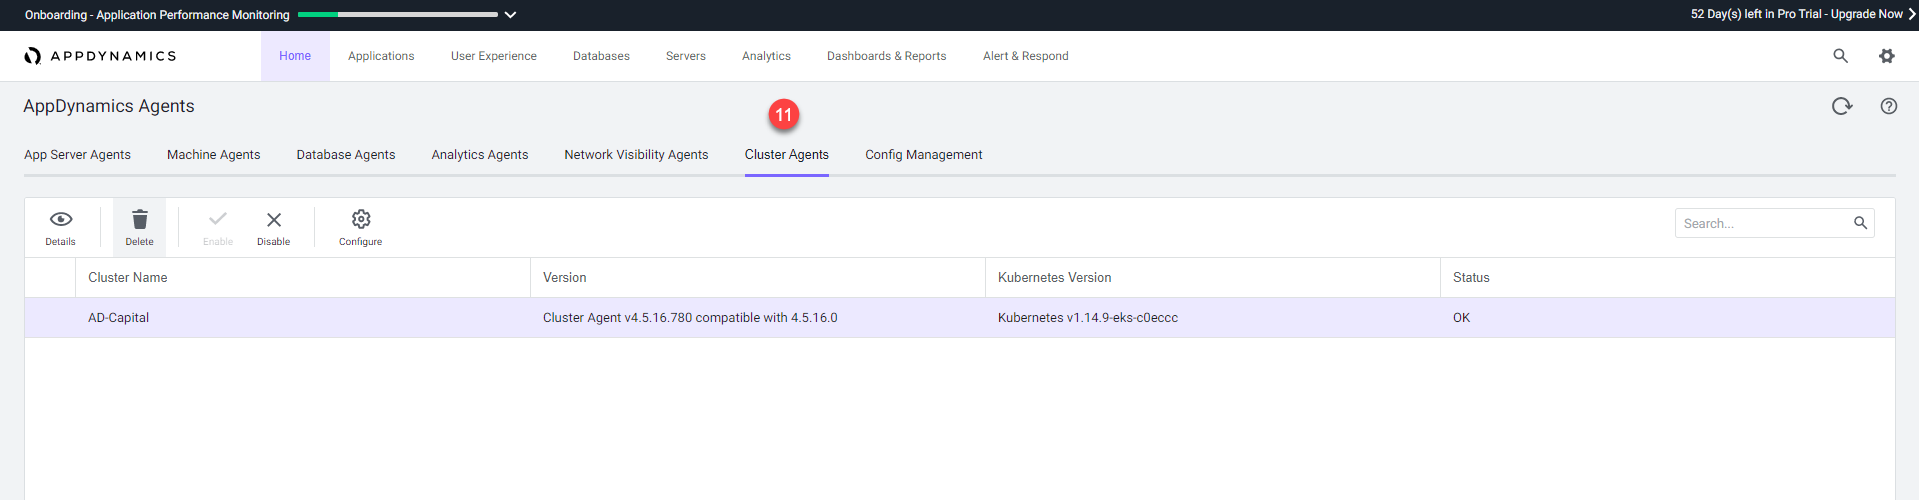 Onboarding - Application Performance Monitoring
52 Day(s) left in Pro Trial - Upgrade Now
APPDYNAMICS
Home Applications User Experience Databases Servers Analytics Dashboards & Reports Alert & Respond
AppDynamics Agents
11
App Server Agents Machine Agents Database Agents Analytics Agents Network Visibility Agents Cluster Agents Config Management
Details Delete Enable Disable Configure
Search...
Cluster Name Version Kubernetes Version Status
AD-Capital Cluster Agent v4.5.16.780 compatible with 4.5.16.0 Kubernetes v1.14.9-eks-c0eccc OK